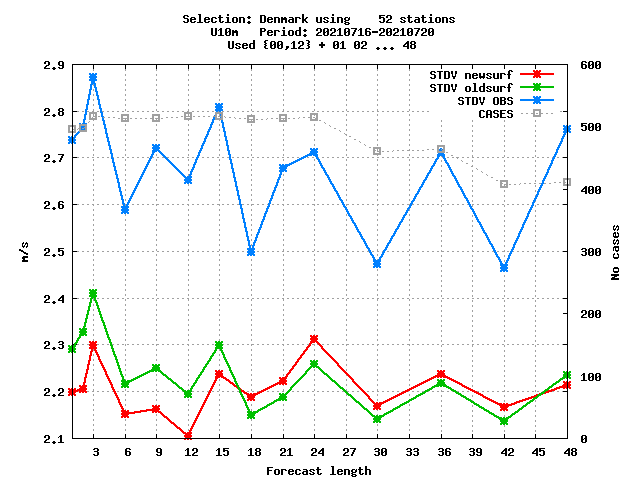 Selection: Denmark using    52 stations
U10m   Period: 20210716-20210720
Used {00,12} + 01 02 ... 48
STDV newsurf
STDV oldsurf
STDV OBS
CASES
2.9
2.8
2.7
2.6
2.5
2.4
2.3
2.2
2.1
m/s
600
500
400
300
200
100
0
No cases
3 6 9 12 15 18 21 24 27 30 33 36 39 42 45 48
Forecast length